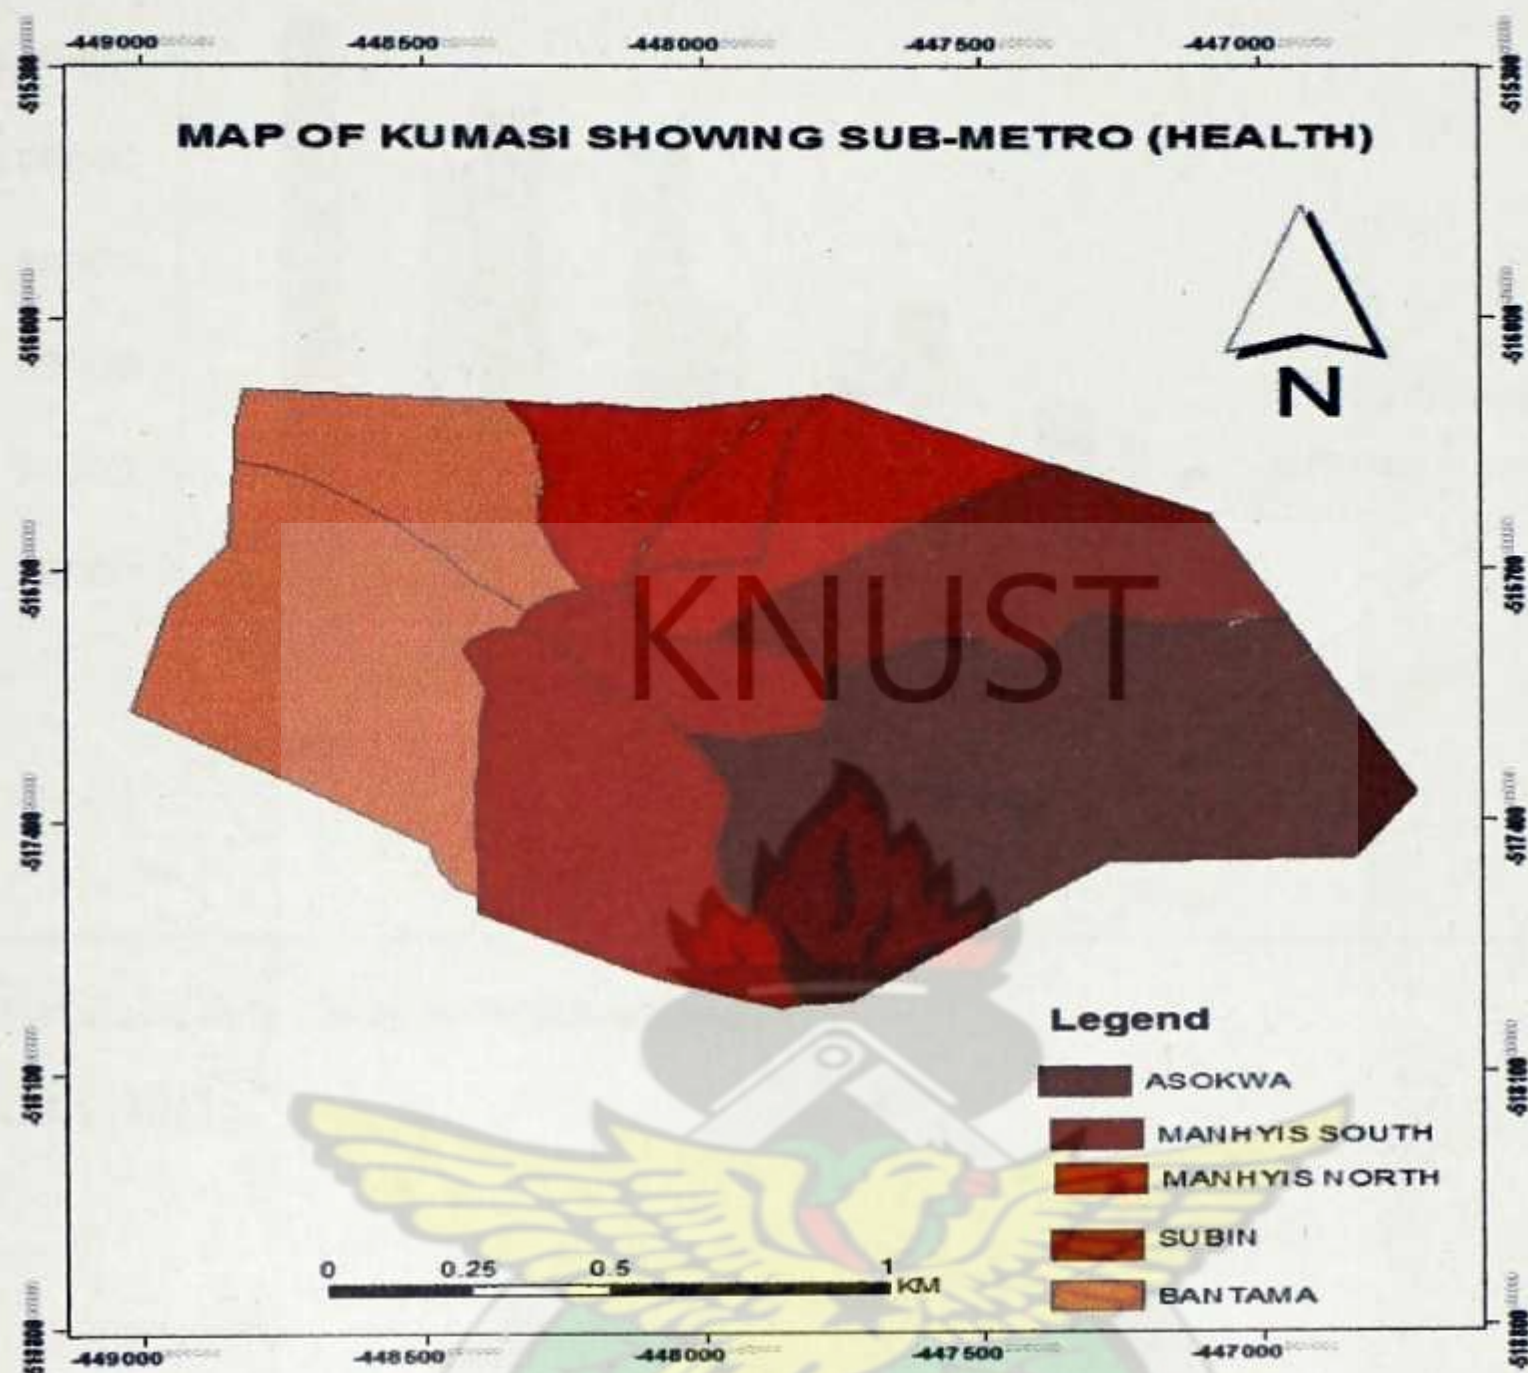 -449000 -448500 -448000 -447500 -447000
MAP OF KUMASI SHOWING SUB-METRO (HEALTH)
N
KNUST
Legend
ASOKWA
MANHYIS SOUTH
MANHYIS NORTH
SUBIN
BANTAMA
0 0.25 0.5 1
KM
-449000 -448500 -448000 -447500 -447000